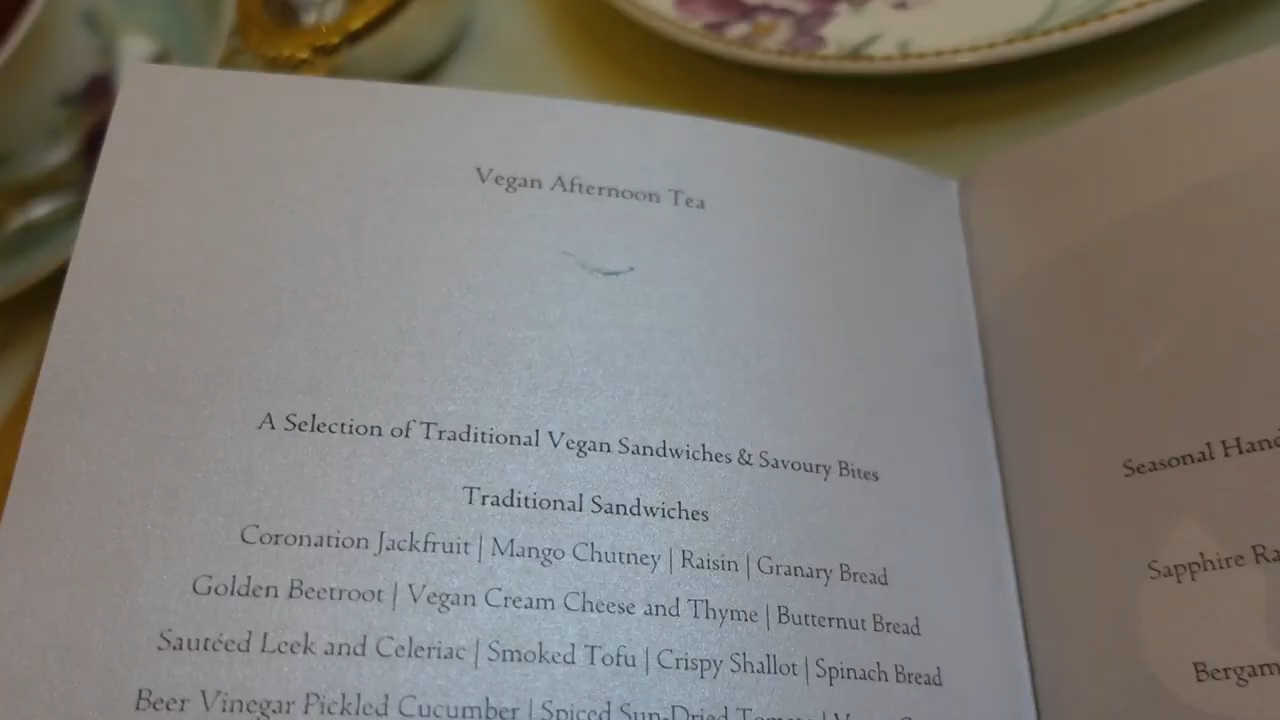 Vegan Afternoon Tea
A Selection of Traditional Vegan Sandwiches & Savoury Bites
Traditional Sandwiches
Coronation Jackfruit | Mango Chutney | Raisin | Granary Bread
Golden Beetroot | Vegan Cream Cheese and Thyme | Butternut Bread
Sautéed Leek and Celeriac | Smoked Tofu | Crispy Shallot | Spinach Bread
Beer Vinegar Pickled Cucumber | Spiced Sun-Dried
Seasonal
Sapphire